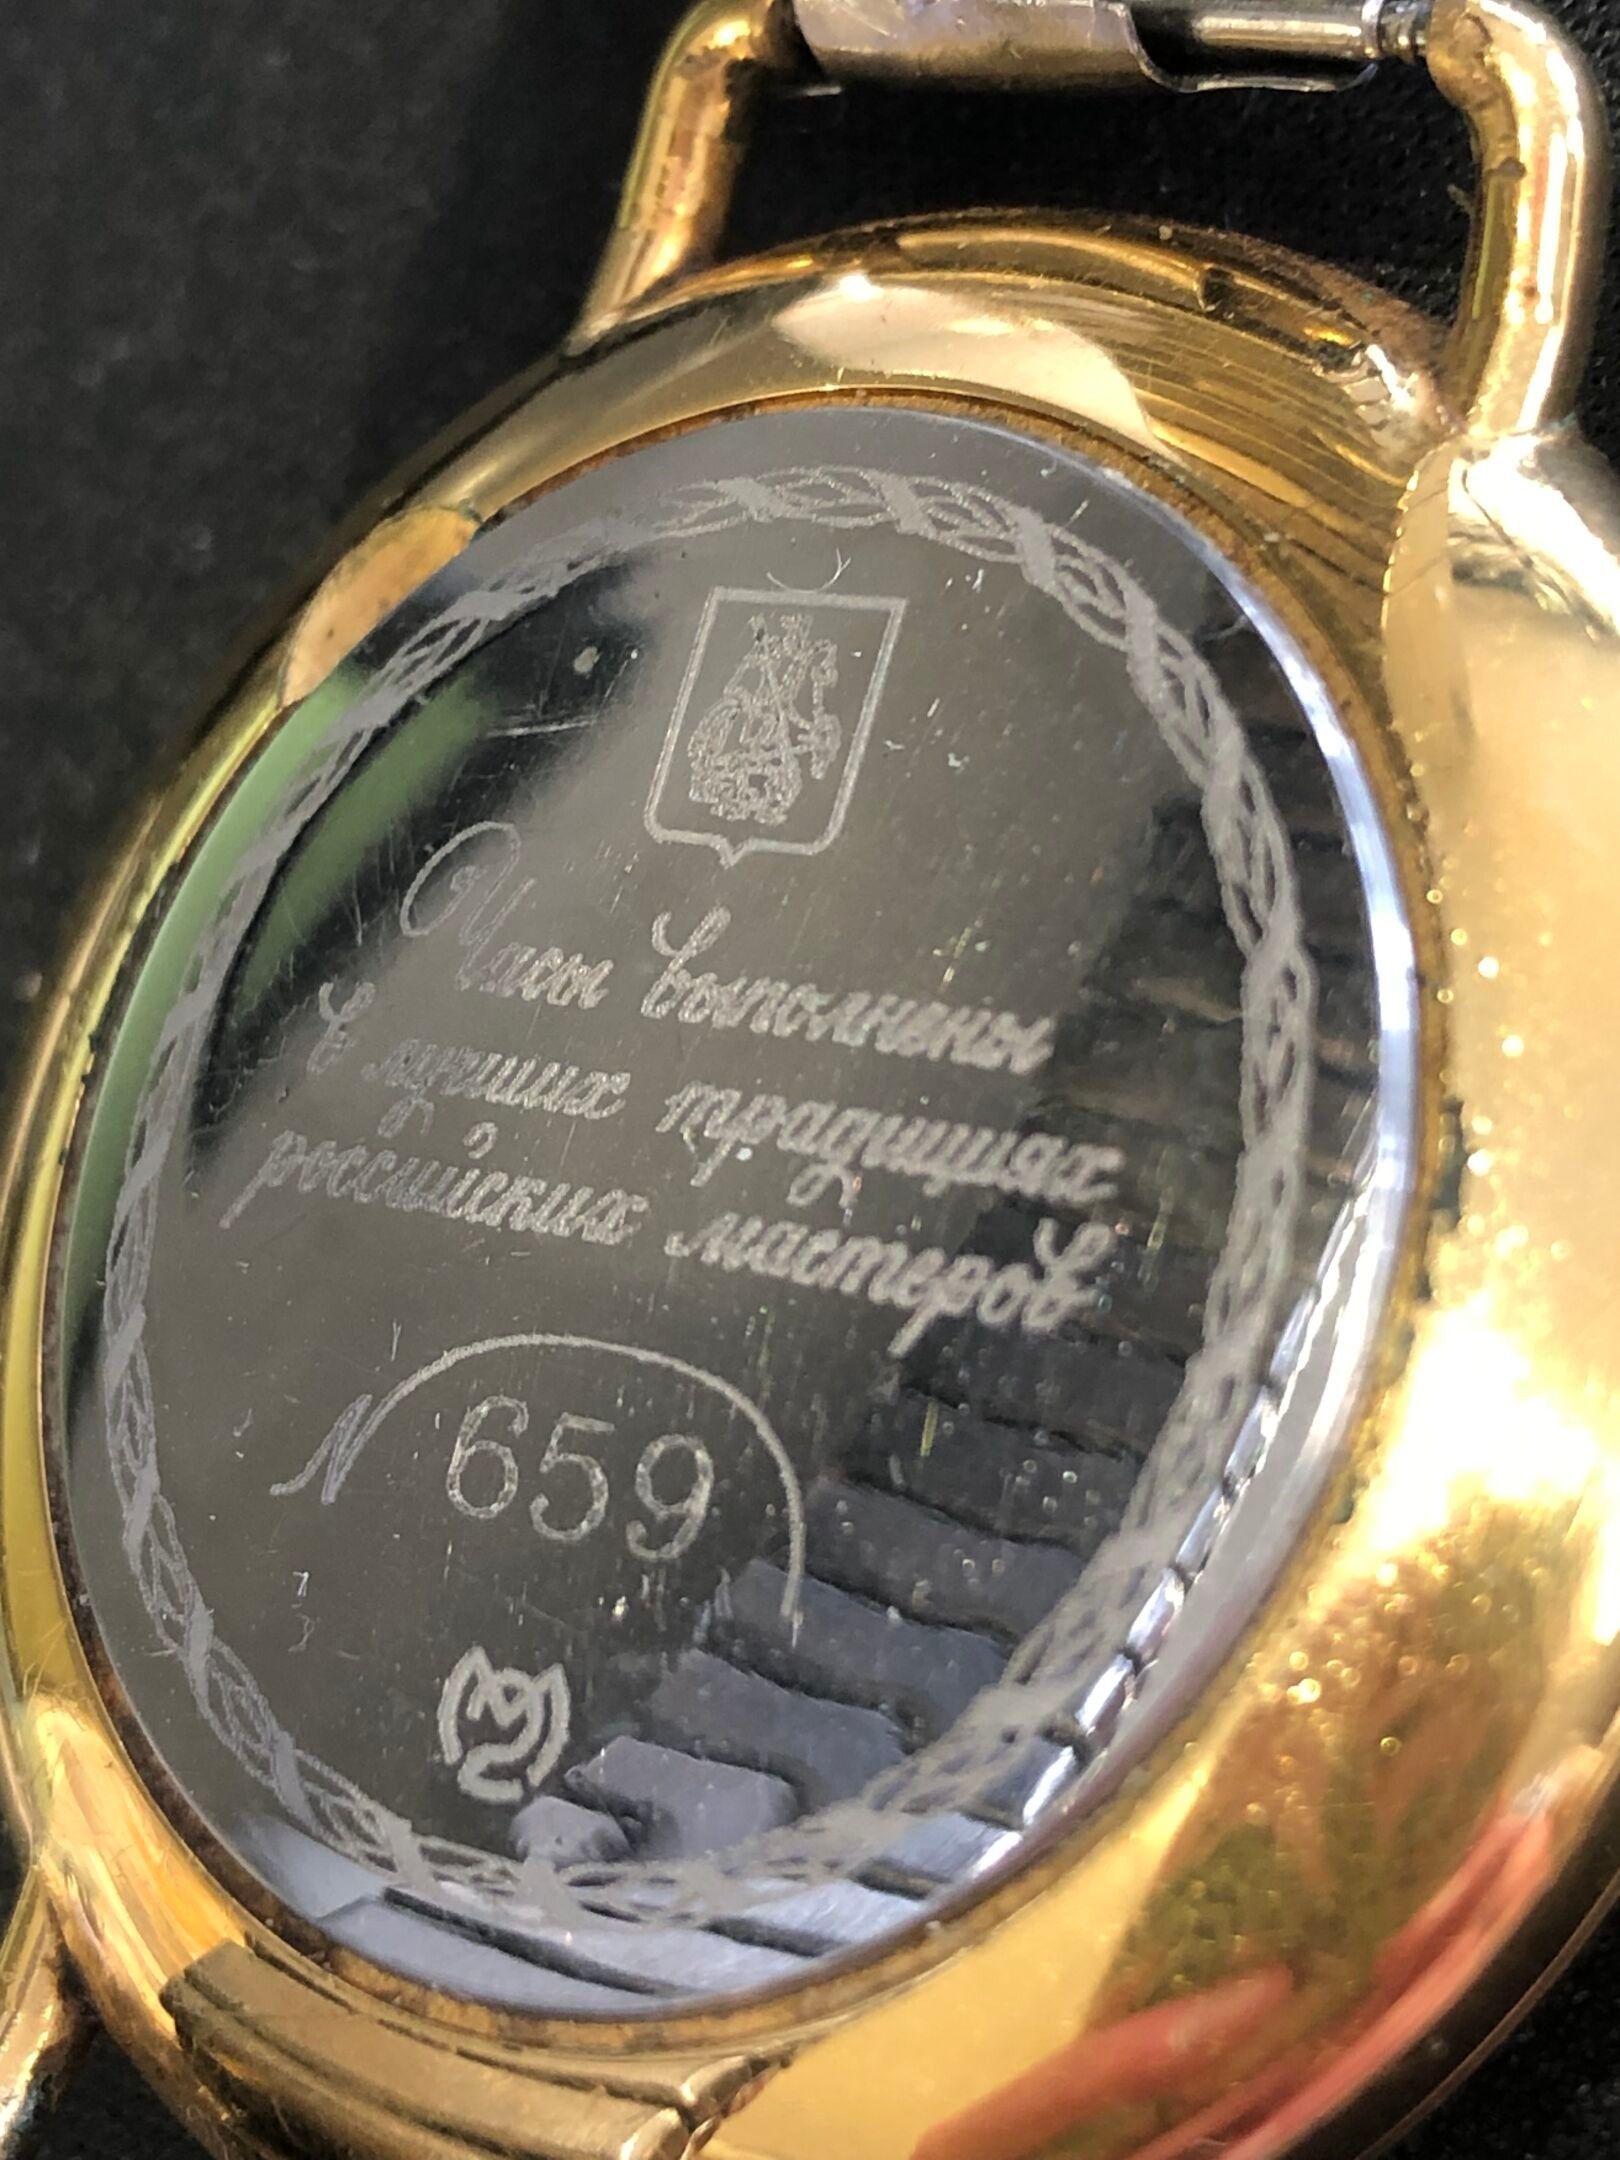 Часы выполнены
в лучших традициях
российских мастеров
N 659